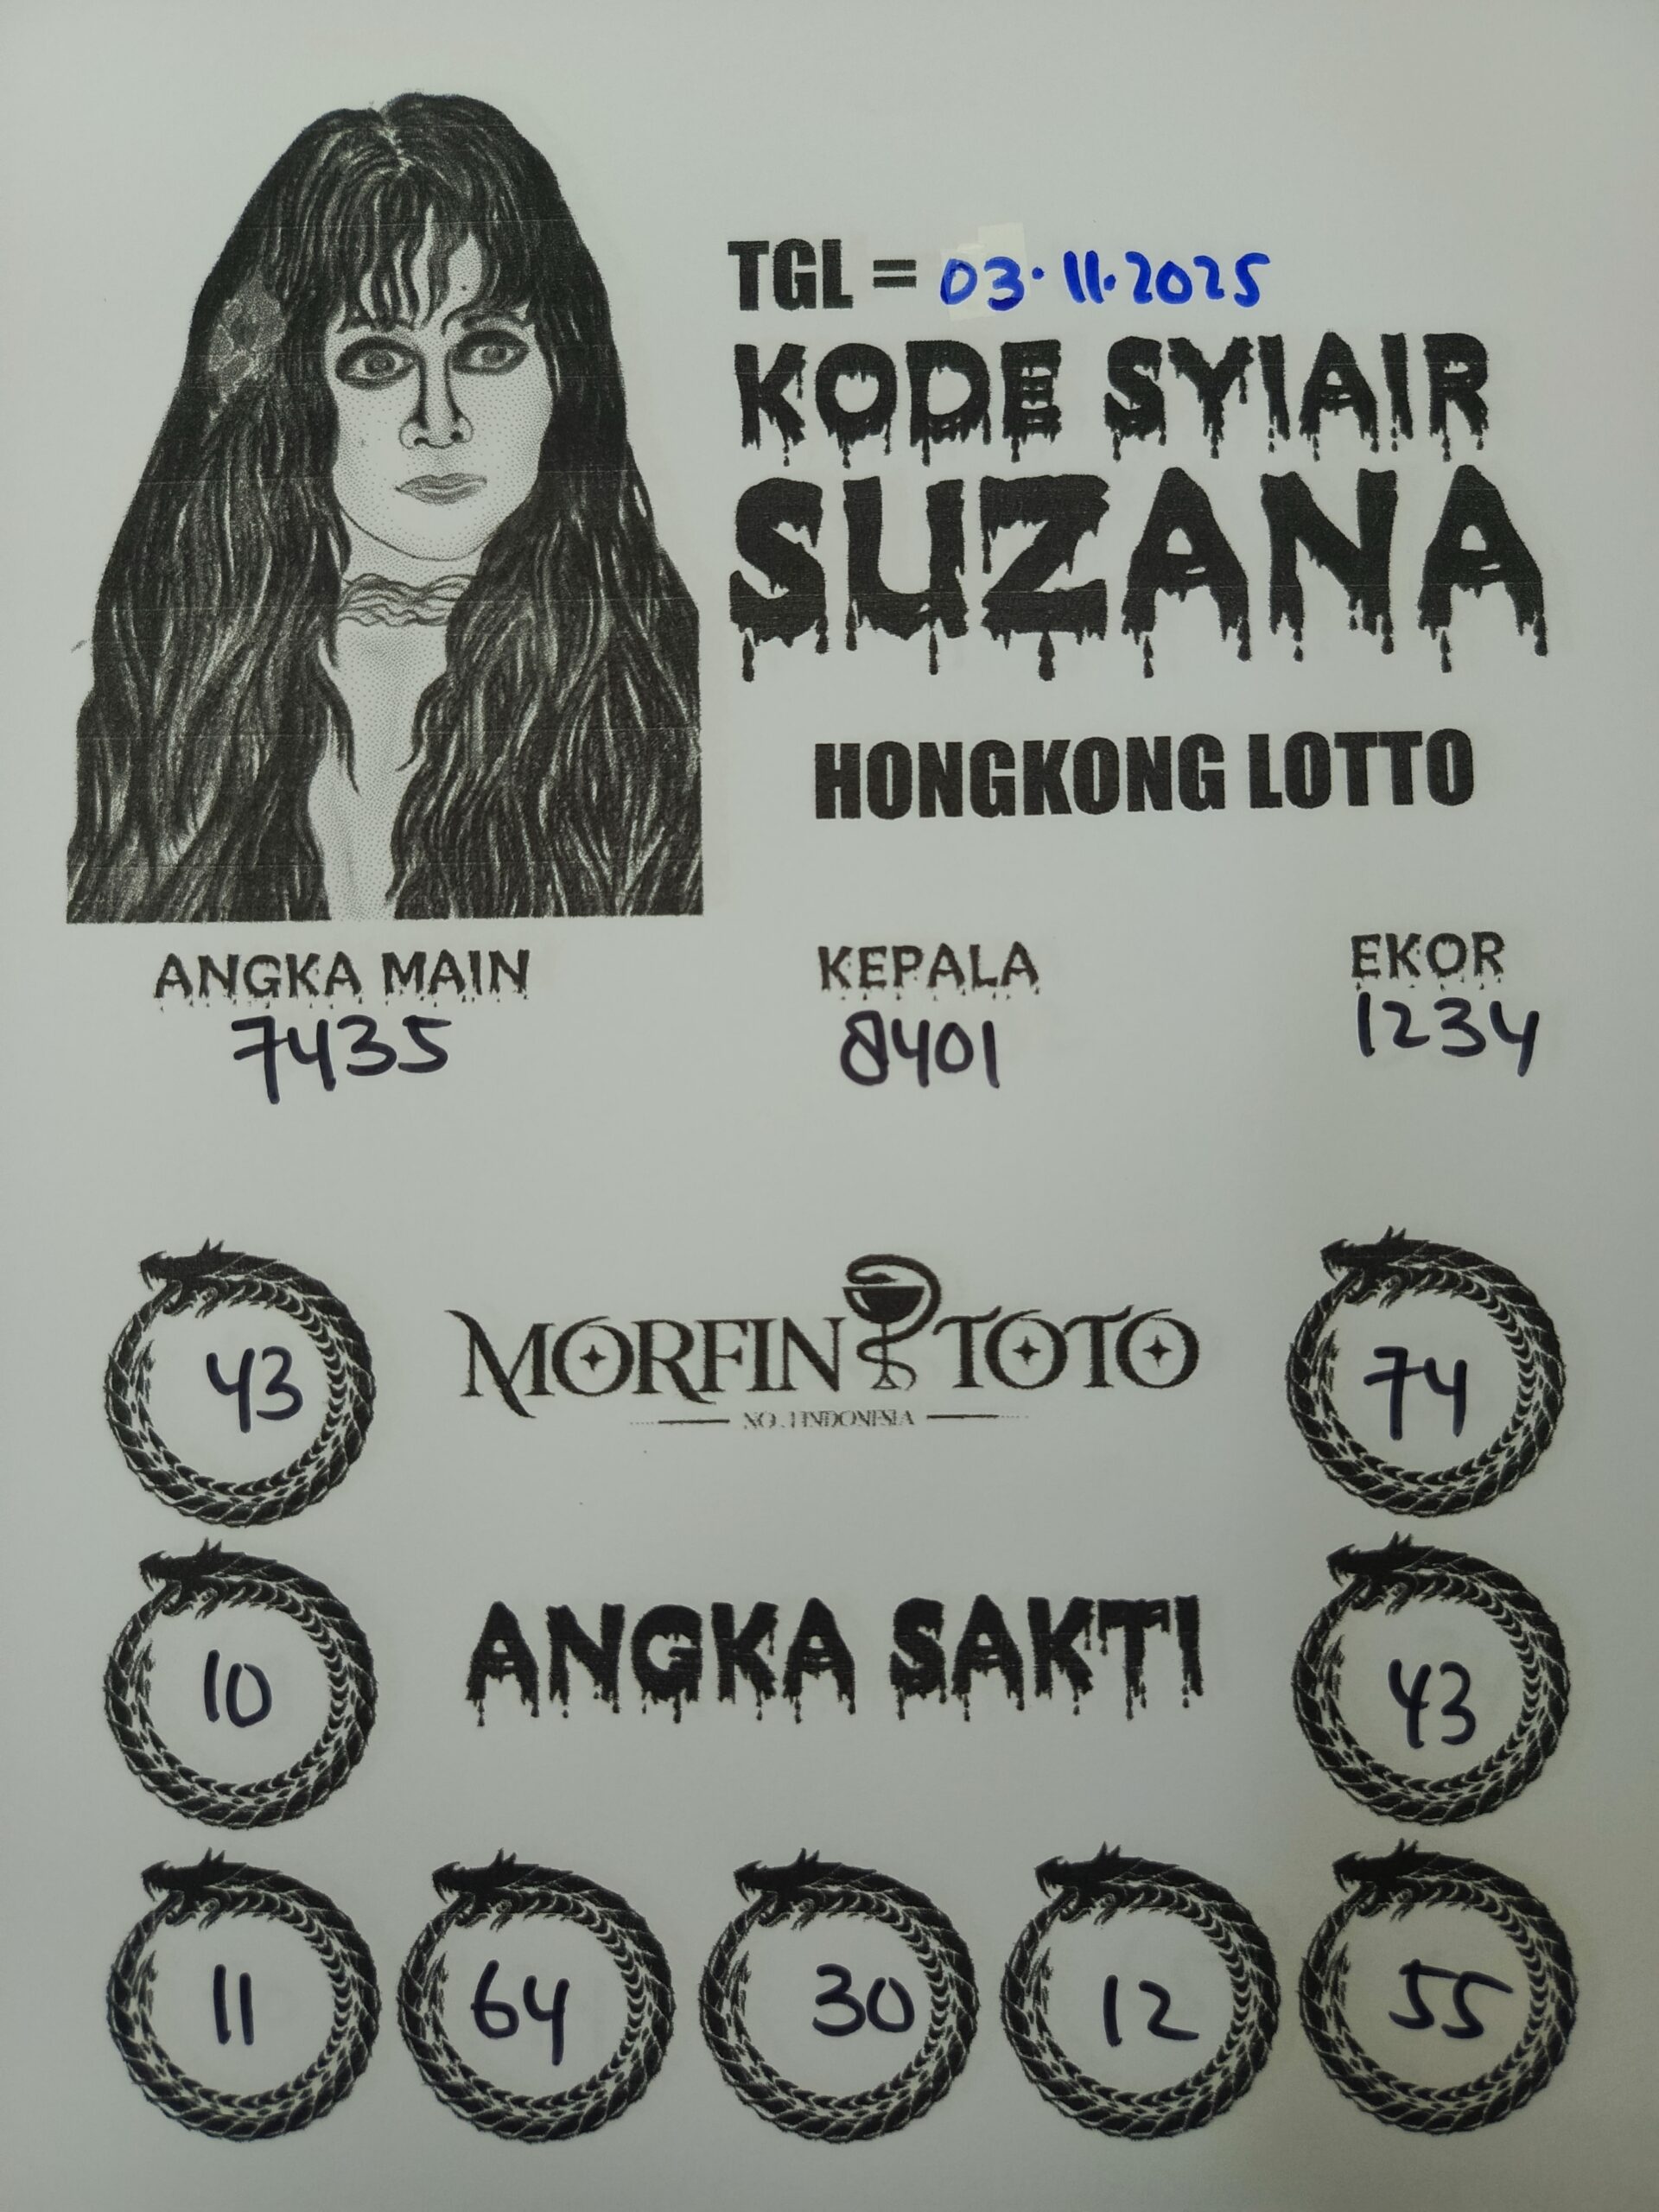 TGL = 03.11.2025
KODE SYIAIR
SUZANA
HONGKONG LOTTO
ANGKA MAIN KEPALA EKOR
7435 8401 1234
43 MORFIN TOTO 74
NO.1 INDONESIA
10 ANGKA SAKTI 43
11 64 30 12 55